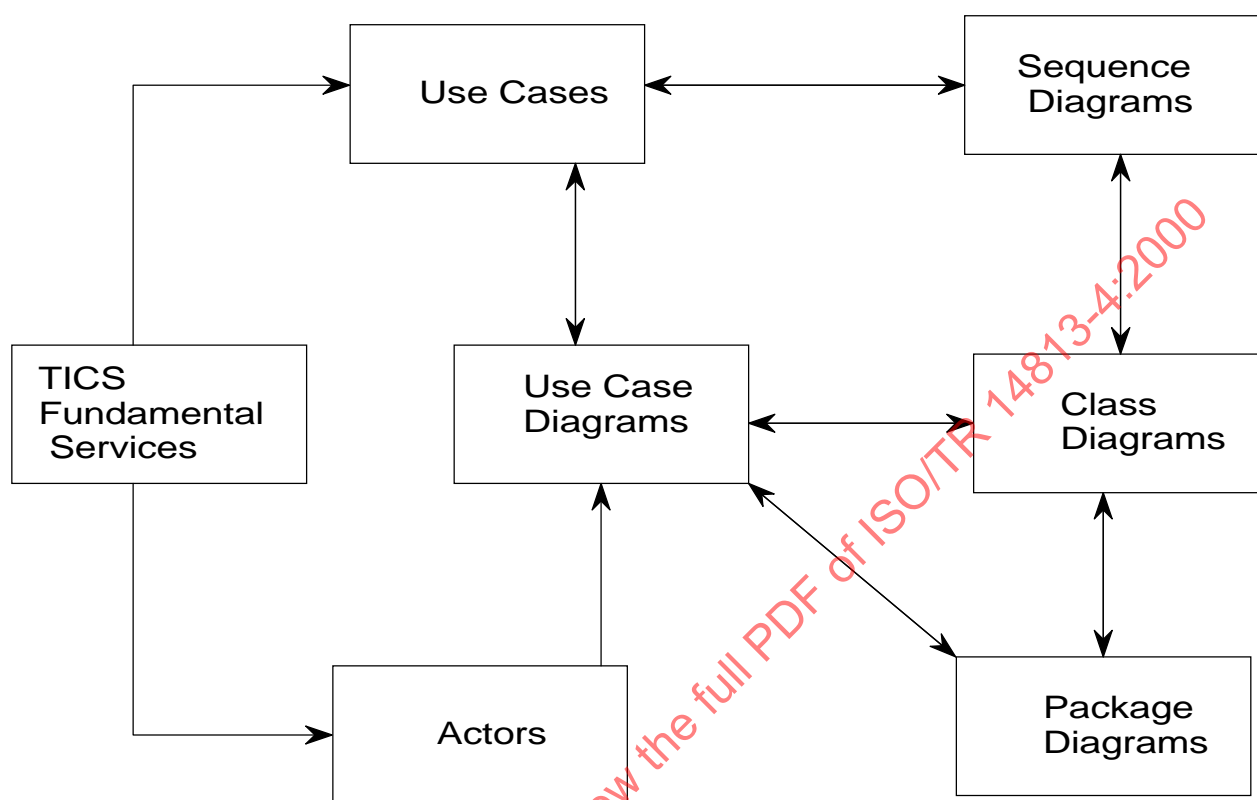 Use Cases
Sequence
Diagrams
TICS
Fundamental
Services
Use Case
Diagrams
Class
Diagrams
Actors
Package
Diagrams
the full PDF of ISO/TR 14813-4:2000